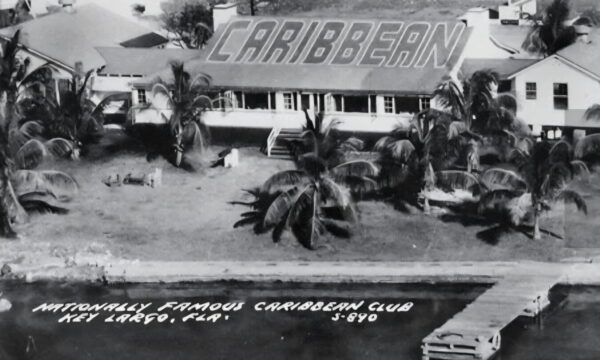 CARIBBEAN
NATIONALLY FAMOUS CARIBBEAN CLUB
KEY LARGO, FLA. S-890